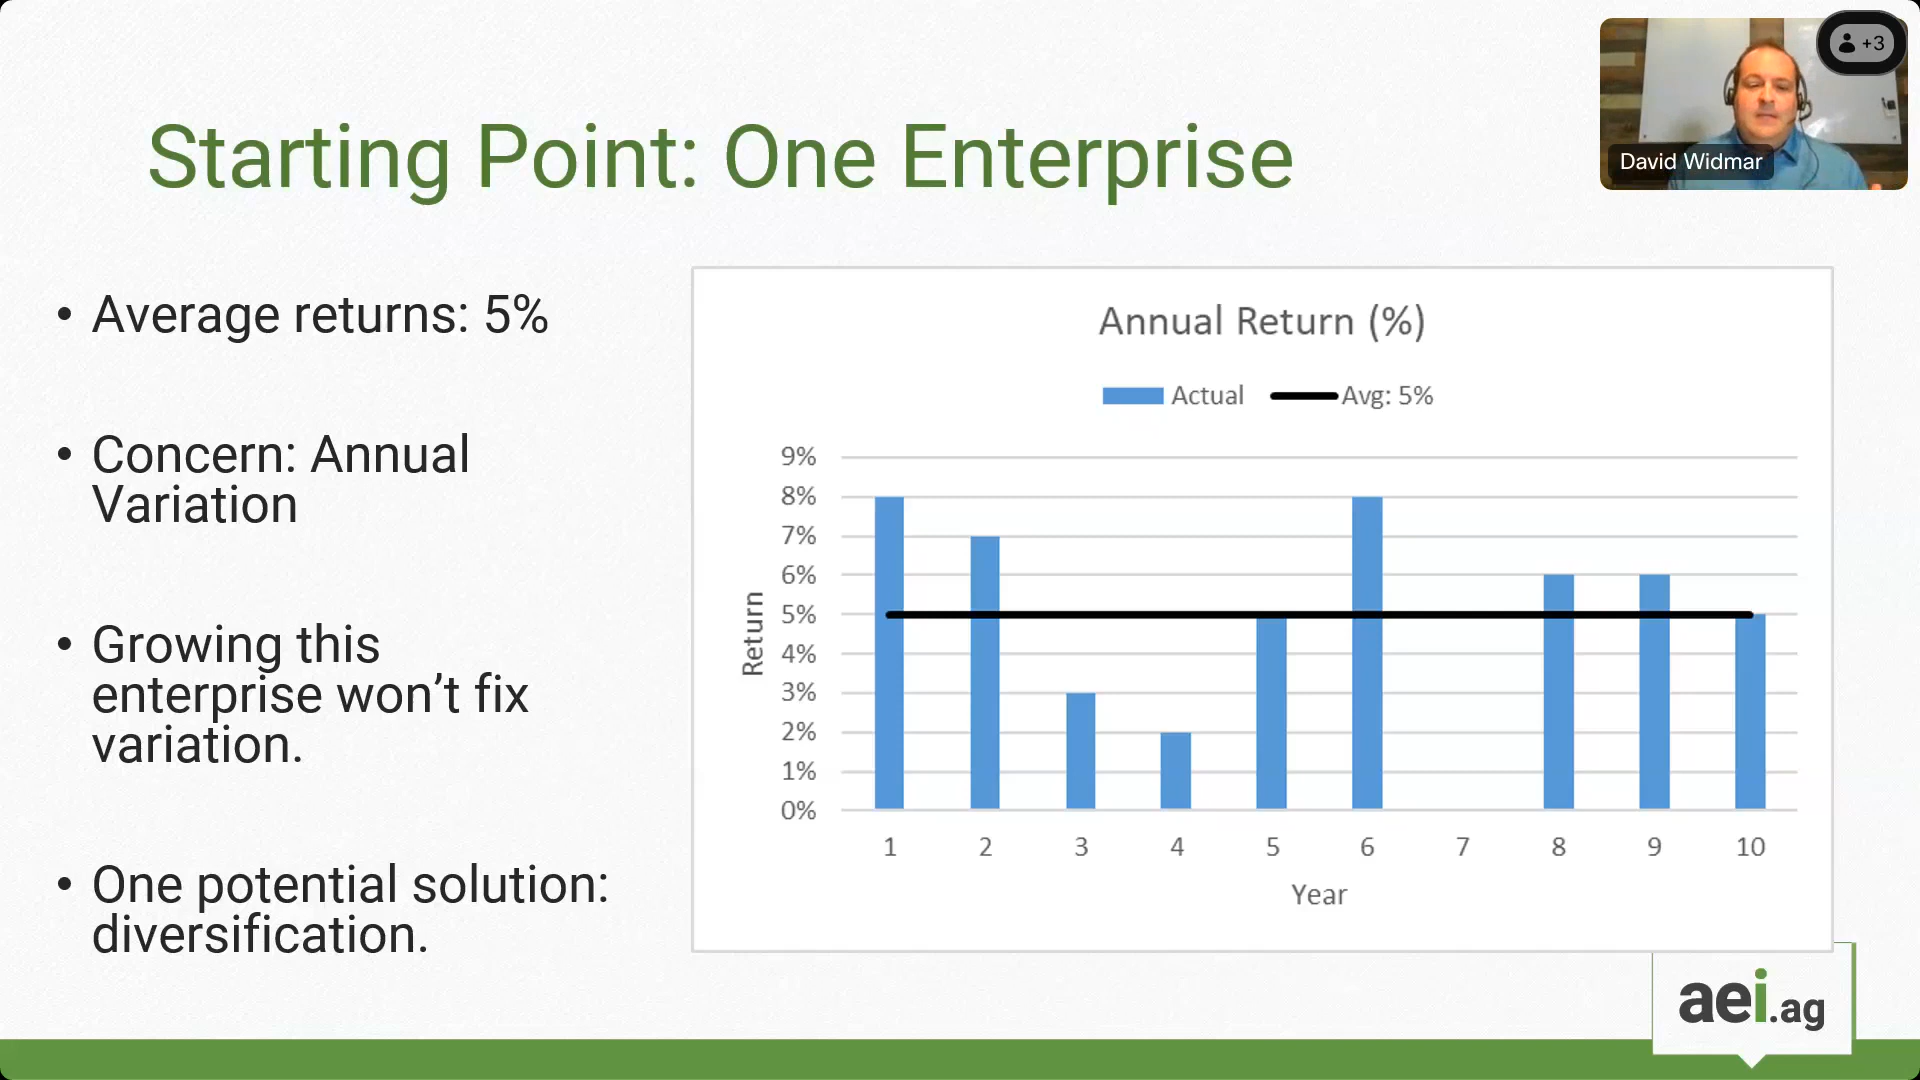 +3
David Widmar
Starting Point: One Enterprise
• Average returns: 5%
• Concern: Annual
Variation
• Growing this
enterprise won’t fix
variation.
• One potential solution:
diversification.
Annual Return (%)
Actual
Avg: 5%
9%
8%
7%
6%
5%
4%
3%
2%
1%
0%
Return
1 2 3 4 5 6 7 8 9 10
Year
aei.ag